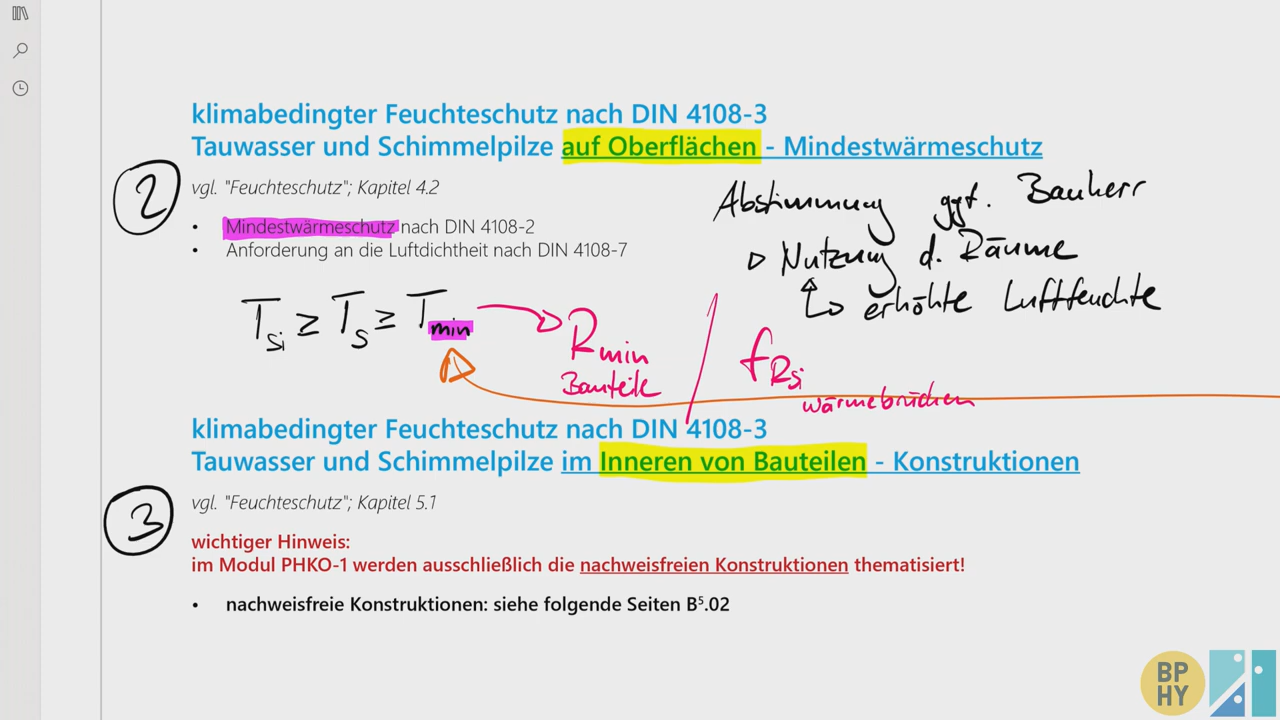 klimabedingter Feuchteschutz nach DIN 4108-3
Tauwasser und Schimmelpilze auf Oberflächen - Mindestwärmeschutz
2
vgl. "Feuchteschutz"; Kapitel 4.2
• Mindestwärmeschutz nach DIN 4108-2
• Anforderung an die Luftdichtheit nach DIN 4108-7
Abstimmung ggf. Bauherr
▷ Nutzung d. Räume
↳ erhöhte Luftfeuchte
Tsi ≥ Ts ≥ Tmin → Rmin / fRsi
Bauteile
wärmebrücken
klimabedingter Feuchteschutz nach DIN 4108-3
Tauwasser und Schimmelpilze im Inneren von Bauteilen - Konstruktionen
3
vgl. "Feuchteschutz"; Kapitel 5.1
wichtiger Hinweis:
im Modul PHKO-1 werden ausschließlich die nachweisfreien Konstruktionen thematisiert!
• nachweisfreie Konstruktionen: siehe folgende Seiten B⁵.02
BP
HY